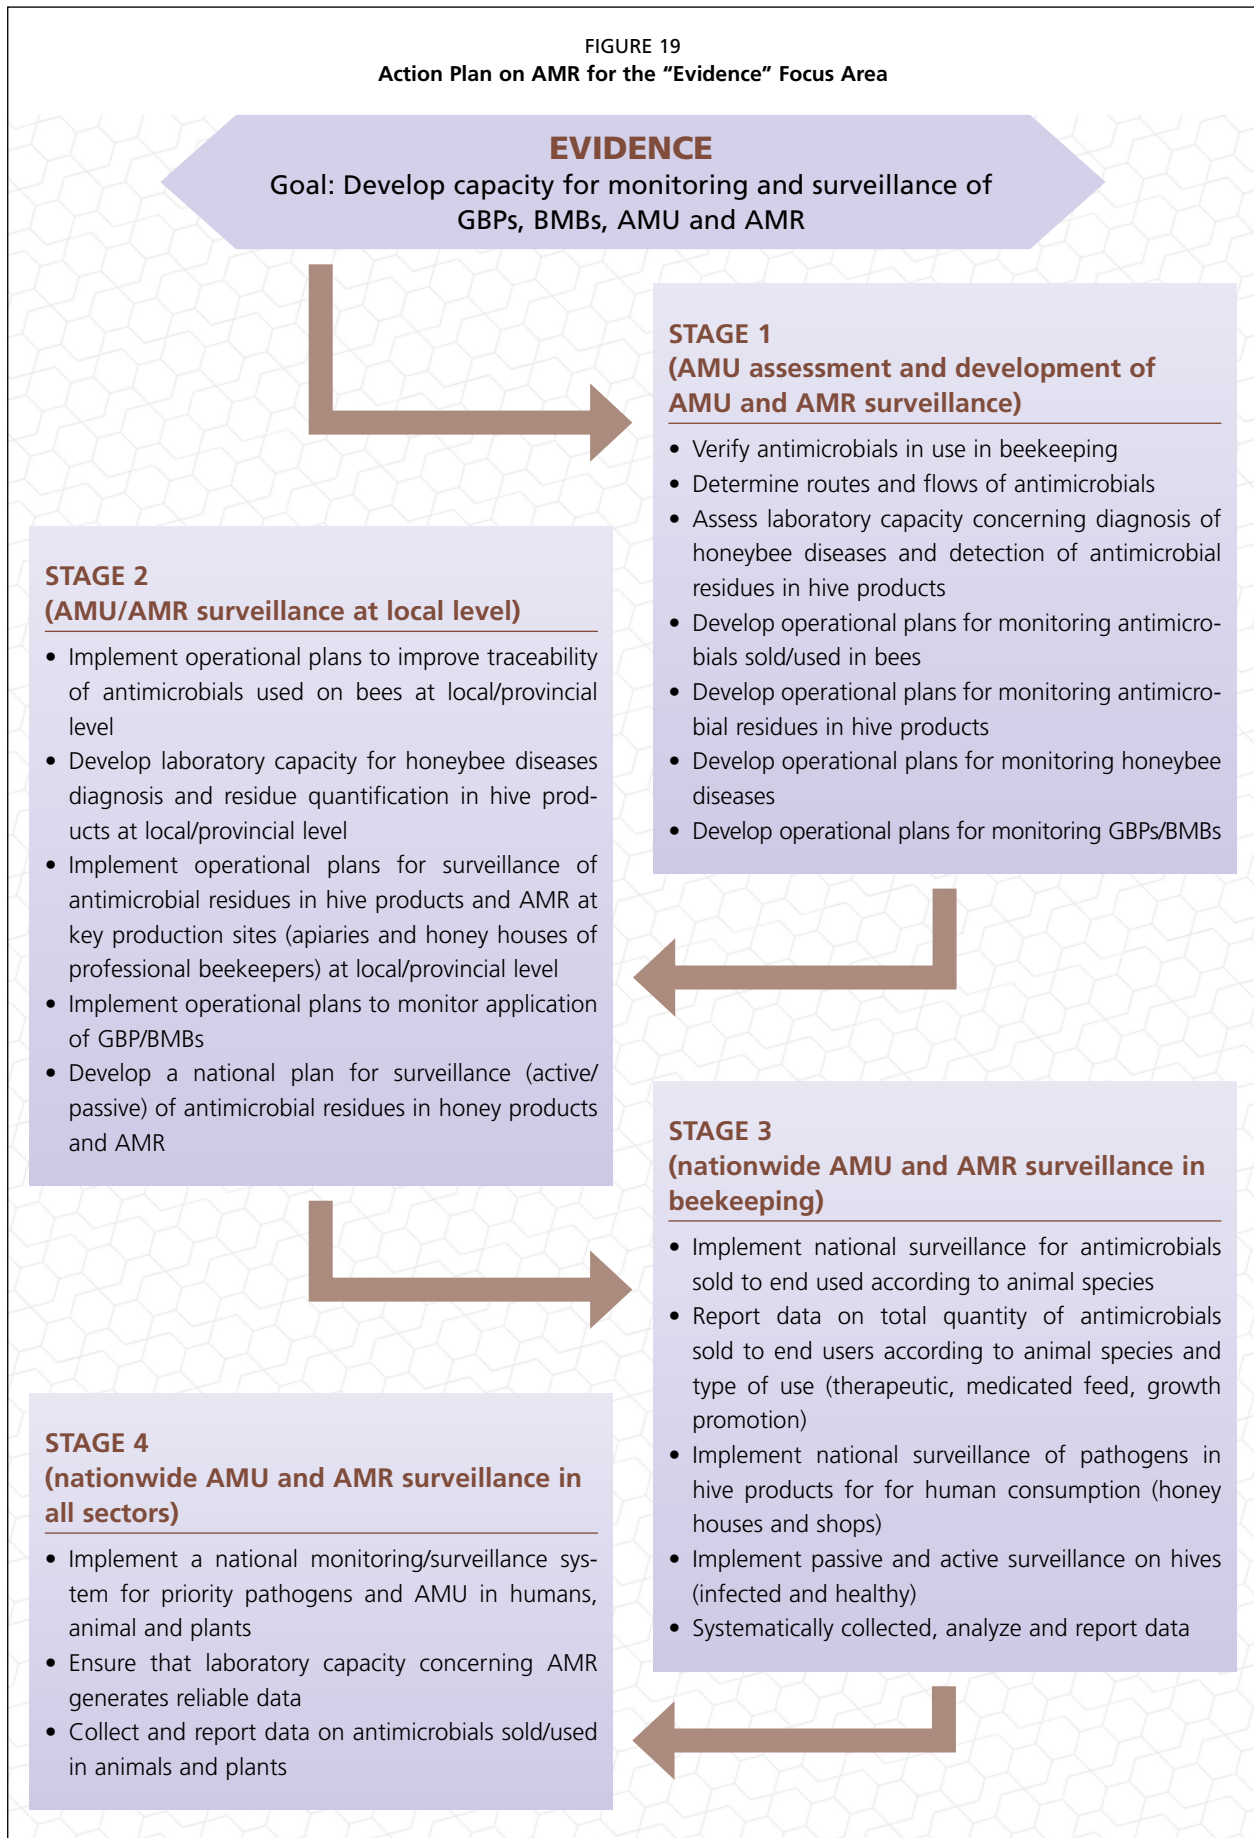 FIGURE 19
Action Plan on AMR for the “Evidence” Focus Area
EVIDENCE
Goal: Develop capacity for monitoring and surveillance of
GBPs, BMBs, AMU and AMR
STAGE 1
(AMU assessment and development of
AMU and AMR surveillance)
• Verify antimicrobials in use in beekeeping
• Determine routes and flows of antimicrobials
• Assess laboratory capacity concerning diagnosis of
honeybee diseases and detection of antimicrobial
residues in hive products
• Develop operational plans for monitoring antimicro-
bials sold/used in bees
• Develop operational plans for monitoring antimicro-
bial residues in hive products
• Develop operational plans for monitoring honeybee
diseases
• Develop operational plans for monitoring GBPs/BMBs
STAGE 2
(AMU/AMR surveillance at local level)
• Implement operational plans to improve traceability
of antimicrobials used on bees at local/provincial
level
• Develop laboratory capacity for honeybee diseases
diagnosis and residue quantification in hive prod-
ucts at local/provincial level
• Implement operational plans for surveillance of
antimicrobial residues in hive products and AMR at
key production sites (apiaries and honey houses of
professional beekeepers) at local/provincial level
• Implement operational plans to monitor application
of GBP/BMBs
• Develop a national plan for surveillance (active/
passive) of antimicrobial residues in honey products
and AMR
STAGE 3
(nationwide AMU and AMR surveillance in
beekeeping)
• Implement national surveillance for antimicrobials
sold to end used according to animal species
• Report data on total quantity of antimicrobials
sold to end users according to animal species and
type of use (therapeutic, medicated feed, growth
promotion)
• Implement national surveillance of pathogens in
hive products for for human consumption (honey
houses and shops)
• Implement passive and active surveillance on hives
(infected and healthy)
• Systematically collected, analyze and report data
STAGE 4
(nationwide AMU and AMR surveillance in
all sectors)
• Implement a national monitoring/surveillance sys-
tem for priority pathogens and AMU in humans,
animal and plants
• Ensure that laboratory capacity concerning AMR
generates reliable data
• Collect and report data on antimicrobials sold/used
in animals and plants